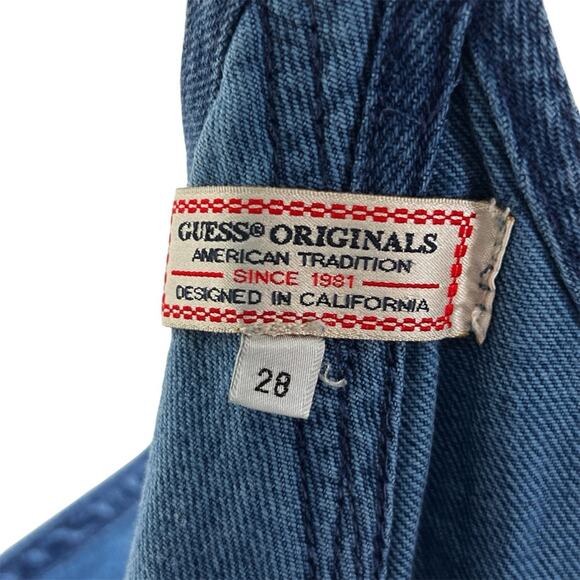 GUESS® ORIGINALS
AMERICAN TRADITION
SINCE 1981
DESIGNED IN CALIFORNIA
28